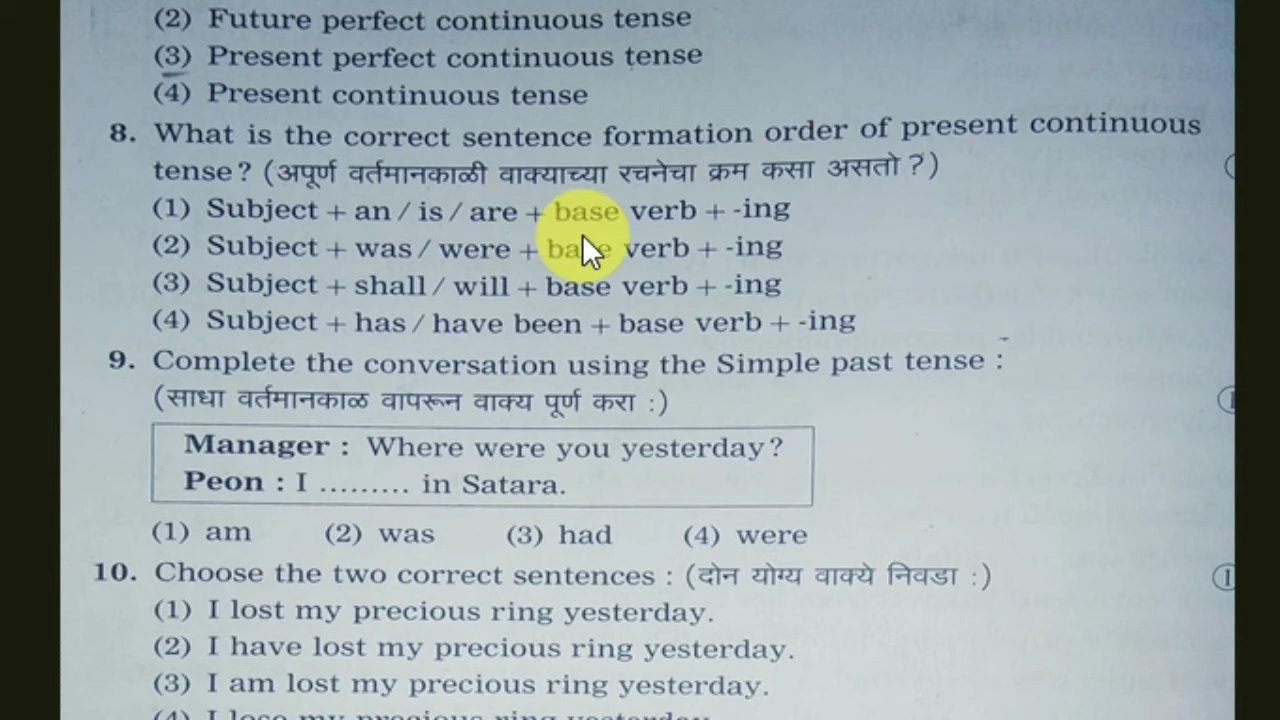 (2) Future perfect continuous tense
(3) Present perfect continuous tense
(4) Present continuous tense
8. What is the correct sentence formation order of present continuous
tense? (अपूर्ण वर्तमानकाळी वाक्याच्या रचनेचा क्रम कसा असतो ?)
(1) Subject + an / is / are + base verb + -ing
(2) Subject + was / were + base verb + -ing
(3) Subject + shall / will + base verb + -ing
(4) Subject + has / have been + base verb + -ing
9. Complete the conversation using the Simple past tense :
(साधा वर्तमानकाळ वापरून वाक्य पूर्ण करा :)
Manager : Where were you yesterday?
Peon : I ......... in Satara.
(1) am (2) was (3) had (4) were
10. Choose the two correct sentences : (दोन योग्य वाक्ये निवडा :)
(1) I lost my precious ring yesterday.
(2) I have lost my precious ring yesterday.
(3) I am lost my precious ring yesterday.
(4) I lose my precious ring yesterday.